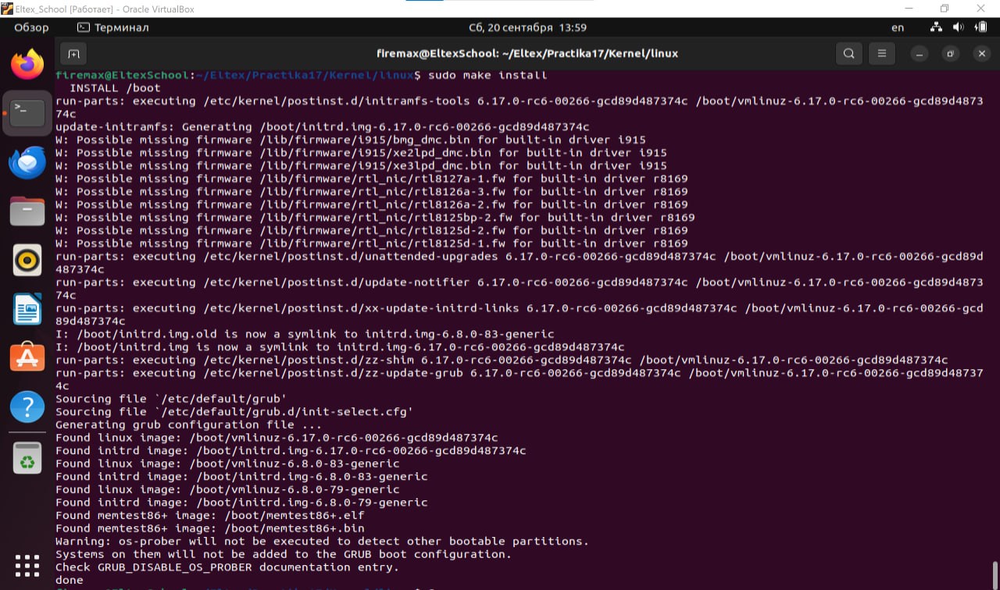 Eltex_School [Работает] - Oracle VirtualBox
Обзор Терминал Сб, 20 сентября 13:59 en
firemax@EltexSchool: ~/Eltex/Practika17/Kernel/linux
firemax@EltexSchool:~/Eltex/Practika17/Kernel/linux$ sudo make install
  INSTALL /boot
run-parts: executing /etc/kernel/postinst.d/initramfs-tools 6.17.0-rc6-00266-gcd89d487374c /boot/vmlinuz-6.17.0-rc6-00266-gcd89d4873
74c
update-initramfs: Generating /boot/initrd.img-6.17.0-rc6-00266-gcd89d487374c
W: Possible missing firmware /lib/firmware/i915/bmg_dmc.bin for built-in driver i915
W: Possible missing firmware /lib/firmware/i915/xe2lpd_dmc.bin for built-in driver i915
W: Possible missing firmware /lib/firmware/i915/xe3lpd_dmc.bin for built-in driver i915
W: Possible missing firmware /lib/firmware/rtl_nic/rtl8127a-1.fw for built-in driver r8169
W: Possible missing firmware /lib/firmware/rtl_nic/rtl8126a-3.fw for built-in driver r8169
W: Possible missing firmware /lib/firmware/rtl_nic/rtl8126a-2.fw for built-in driver r8169
W: Possible missing firmware /lib/firmware/rtl_nic/rtl8125bp-2.fw for built-in driver r8169
W: Possible missing firmware /lib/firmware/rtl_nic/rtl8125d-2.fw for built-in driver r8169
W: Possible missing firmware /lib/firmware/rtl_nic/rtl8125d-1.fw for built-in driver r8169
run-parts: executing /etc/kernel/postinst.d/unattended-upgrades 6.17.0-rc6-00266-gcd89d487374c /boot/vmlinuz-6.17.0-rc6-00266-gcd89d
487374c
run-parts: executing /etc/kernel/postinst.d/update-notifier 6.17.0-rc6-00266-gcd89d487374c /boot/vmlinuz-6.17.0-rc6-00266-gcd89d4873
74c
run-parts: executing /etc/kernel/postinst.d/xx-update-initrd-links 6.17.0-rc6-00266-gcd89d487374c /boot/vmlinuz-6.17.0-rc6-00266-gcd
89d487374c
I: /boot/initrd.img.old is now a symlink to initrd.img-6.8.0-83-generic
I: /boot/initrd.img is now a symlink to initrd.img-6.17.0-rc6-00266-gcd89d487374c
run-parts: executing /etc/kernel/postinst.d/zz-shim 6.17.0-rc6-00266-gcd89d487374c /boot/vmlinuz-6.17.0-rc6-00266-gcd89d487374c
run-parts: executing /etc/kernel/postinst.d/zz-update-grub 6.17.0-rc6-00266-gcd89d487374c /boot/vmlinuz-6.17.0-rc6-00266-gcd89d48737
4c
Sourcing file `/etc/default/grub'
Sourcing file `/etc/default/grub.d/init-select.cfg'
Generating grub configuration file ...
Found linux image: /boot/vmlinuz-6.17.0-rc6-00266-gcd89d487374c
Found initrd image: /boot/initrd.img-6.17.0-rc6-00266-gcd89d487374c
Found linux image: /boot/vmlinuz-6.8.0-83-generic
Found initrd image: /boot/initrd.img-6.8.0-83-generic
Found linux image: /boot/vmlinuz-6.8.0-79-generic
Found initrd image: /boot/initrd.img-6.8.0-79-generic
Found memtest86+ image: /boot/memtest86+.elf
Found memtest86+ image: /boot/memtest86+.bin
Warning: os-prober will not be executed to detect other bootable partitions.
Systems on them will not be added to the GRUB boot configuration.
Check GRUB_DISABLE_OS_PROBER documentation entry.
done